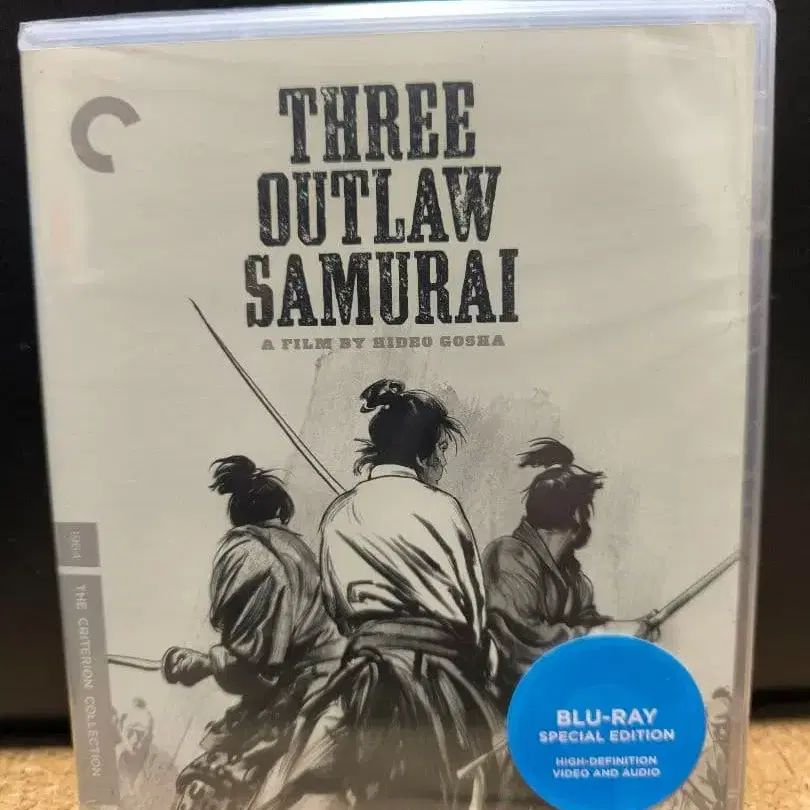 THREE
OUTLAW
SAMURAI
A FILM BY HIDEO GOSHA
1964
THE CRITERION COLLECTION
BLU-RAY
SPECIAL EDITION
HIGH-DEFINITION
VIDEO AND AUDIO